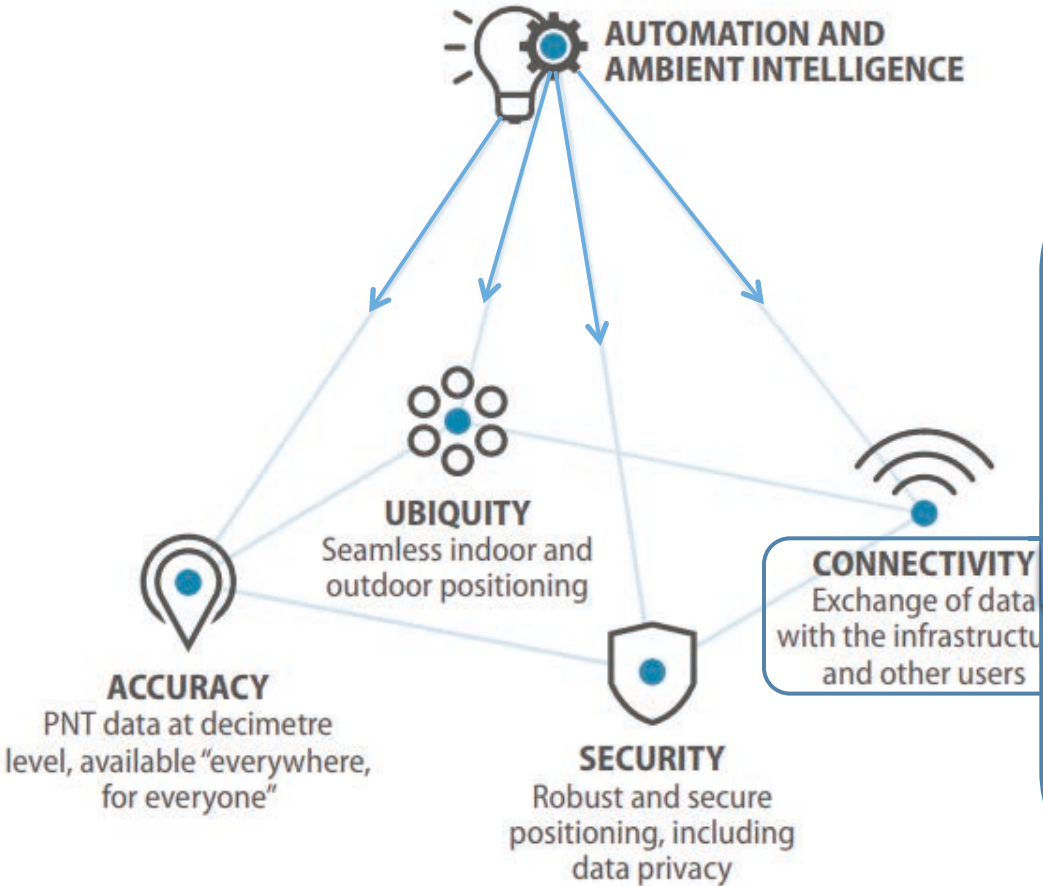 AUTOMATION AND
AMBIENT INTELLIGENCE
UBIQUITY
Seamless indoor and
outdoor positioning
CONNECTIVITY
Exchange of data
with the infrastructu
and other users
ACCURACY
PNT data at decimetre
level, available “everywhere,
for everyone”
SECURITY
Robust and secure
positioning, including
data privacy